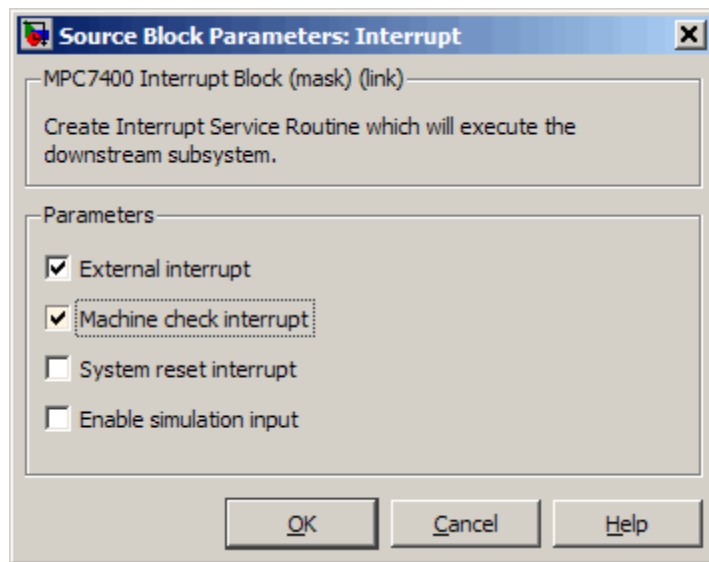 Source Block Parameters: Interrupt
MPC7400 Interrupt Block (mask) (link)
Create Interrupt Service Routine which will execute the
downstream subsystem.
Parameters
External interrupt
Machine check interrupt
System reset interrupt
Enable simulation input
OK Cancel Help